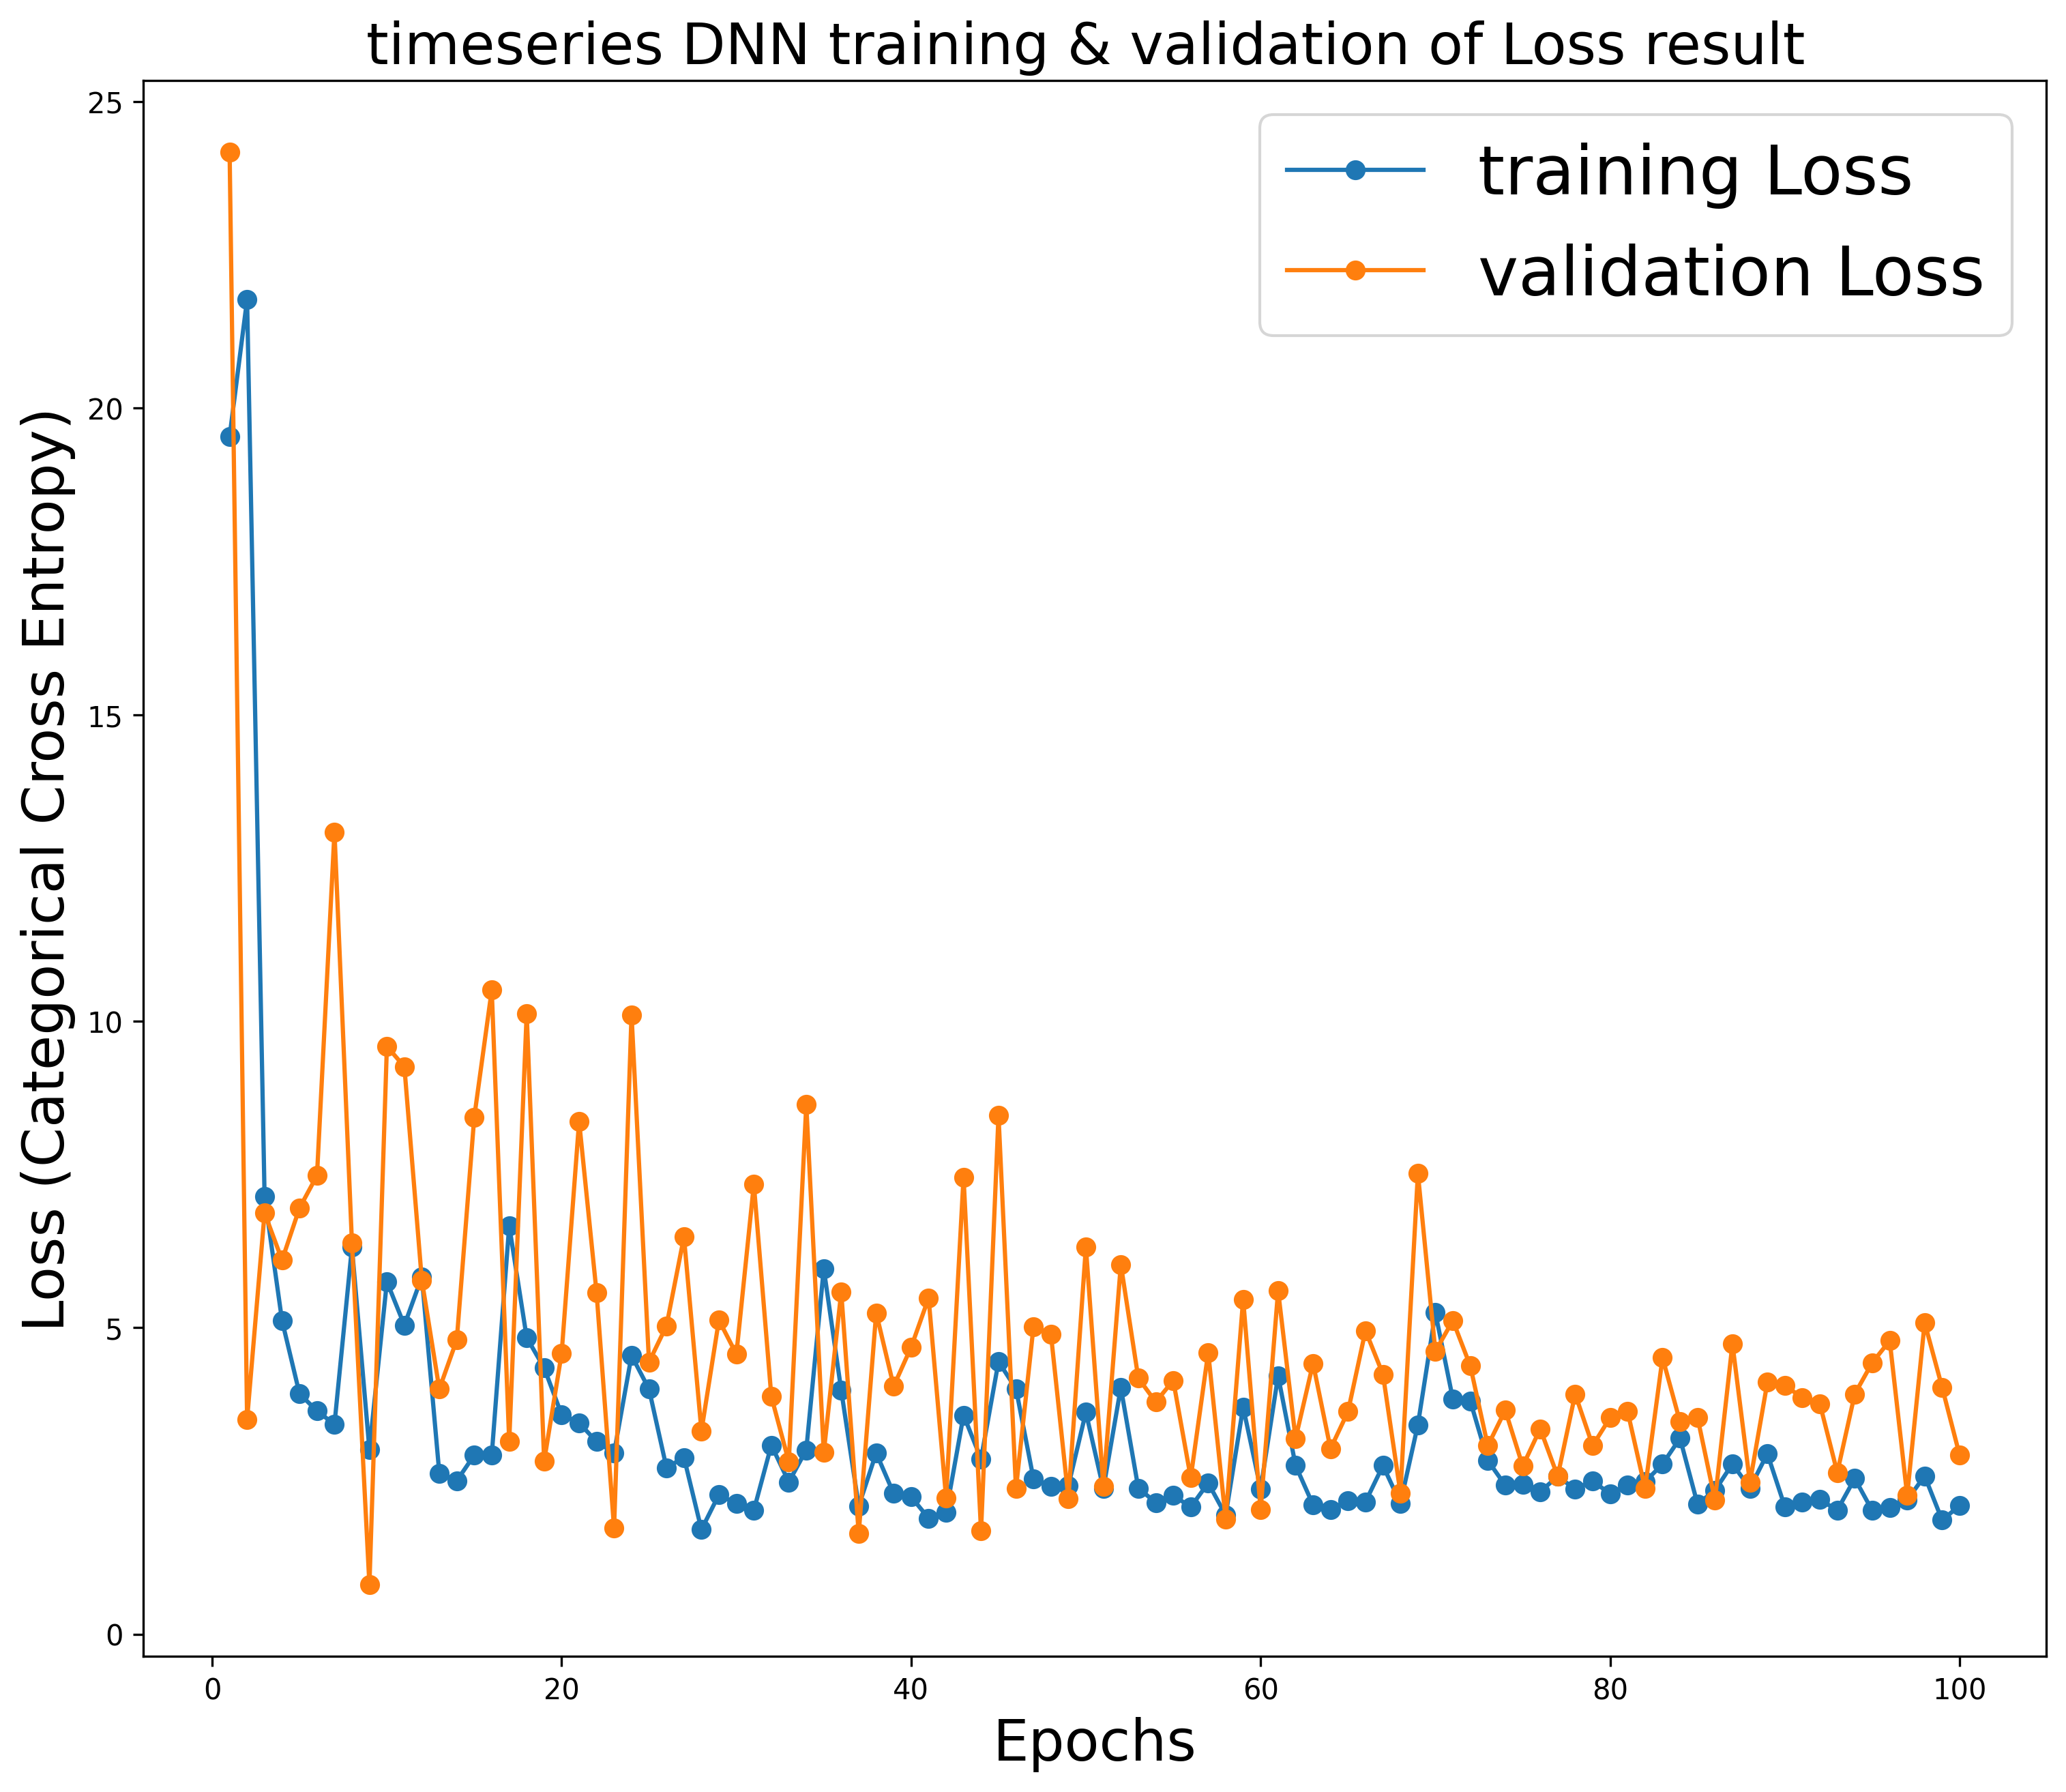 timeseries DNN training & validation of Loss result
training Loss
validation Loss
Loss (Categorical Cross Entropy)
25
20
15
10
5
0
0 20 40 60 80 100
Epochs